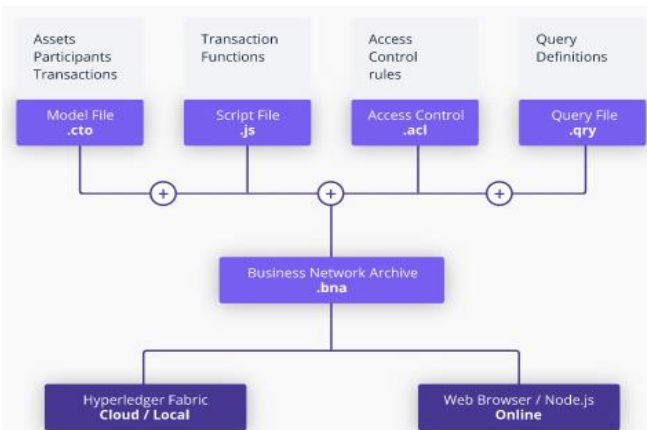 Assets
Participants
Transactions
Transaction
Functions
Access
Control
rules
Query
Definitions
Model File
.cto
Script File
.js
Access Control
.acl
Query File
.qry
+
+
+
Business Network Archive
.bna
Hyperledger Fabric
Cloud / Local
Web Browser / Node.js
Online